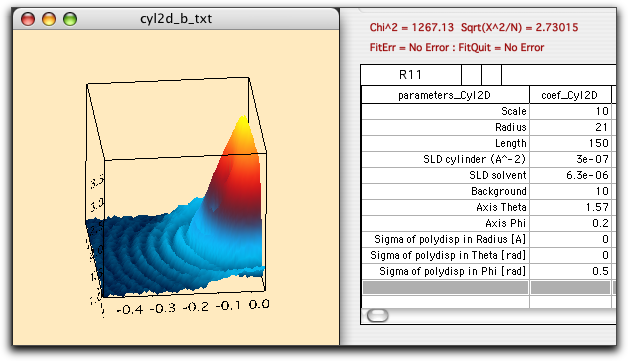 cyl2d_b_txt
3.5
3.0
-0.4 -0.3 -0.2 -0.1 0.0
Chi^2 = 1267.13 Sqrt(X^2/N) = 2.73015
FitErr = No Error : FitQuit = No Error
R11
parameters_Cyl2D coef_Cyl2D
Scale 10
Radius 21
Length 150
SLD cylinder (A^-2) 3e-07
SLD solvent 6.3e-06
Background 10
Axis Theta 1.57
Axis Phi 0.2
Sigma of polydisp in Radius [A] 0
Sigma of polydisp in Theta [rad] 0
Sigma of polydisp in Phi [rad] 0.5